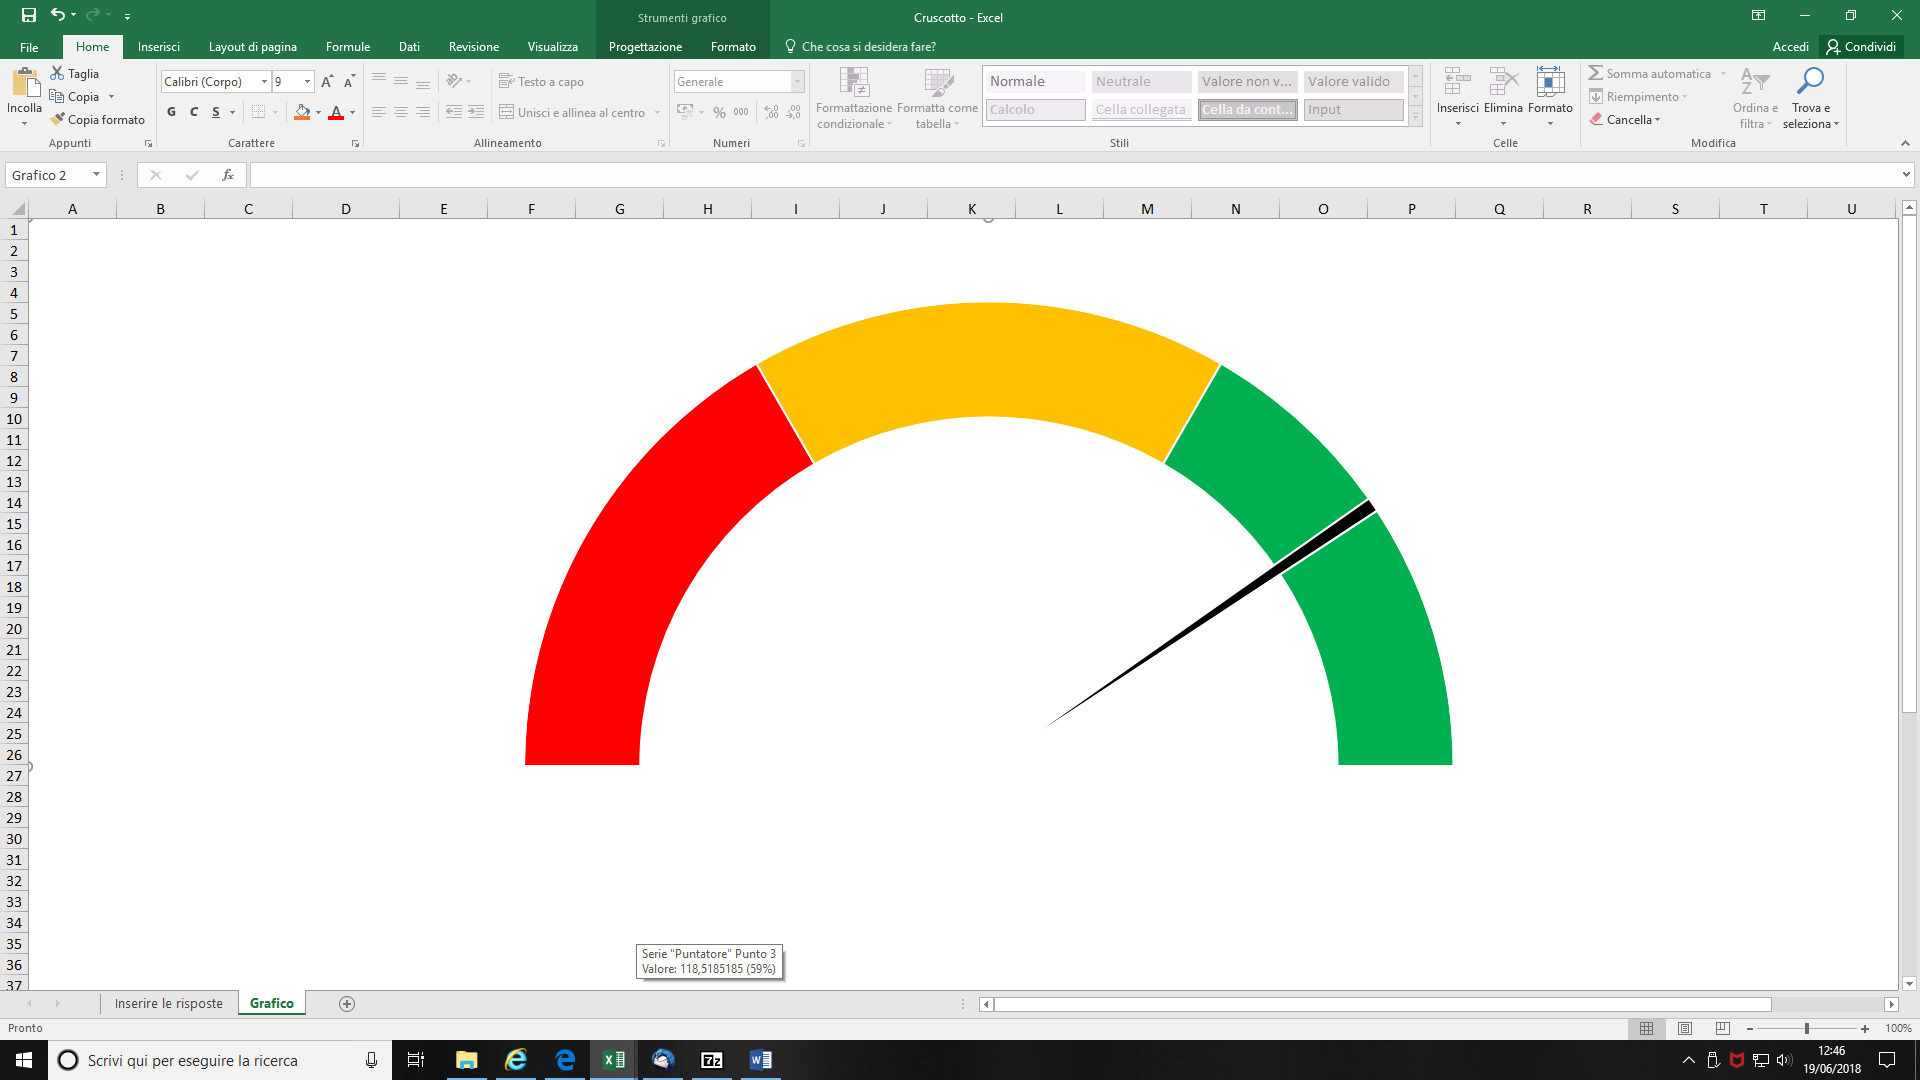 Strumenti grafico
Cruscotto - Excel
File
Home
Inserisci
Layout di pagina
Formule
Dati
Revisione
Visualizza
Progettazione
Formato
Che cosa si desidera fare?
Accedi
Condividi
Incolla
Taglia
Copia
Copia formato
Appunti
Calibri (Corpo)
9
G C S
Carattere
Testo a capo
Unisci e allinea al centro
Allineamento
Generale
% 000
Numeri
Formattazione
condizionale
Formatta come
tabella
Normale
Neutrale
Valore non v...
Valore valido
Calcolo
Cella collegata
Cella da cont...
Input
Stili
Inserisci
Elimina
Formato
Celle
Somma automatica
Riempimento
Cancella
Ordina e
filtra
Trova e
seleziona
Modifica
Grafico 2
fx
A B C D E F G H I J K L M N O P Q R S T U
1
2
3
4
5
6
7
8
9
10
11
12
13
14
15
16
17
18
19
20
21
22
23
24
25
26
27
28
29
30
31
32
33
34
35
36
37
Serie "Puntatore" Punto 3
Valore: 118,5185185 (59%)
Inserire le risposte
Grafico
Pronto
100%
Scrivi qui per eseguire la ricerca
12:46
19/06/2018